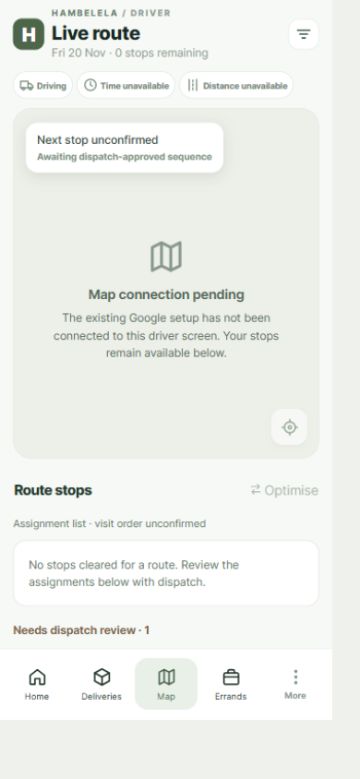 HAMBELELA / DRIVER
H
Live route
Fri 20 Nov · 0 stops remaining
Driving
Time unavailable
Distance unavailable
Next stop unconfirmed
Awaiting dispatch-approved sequence
Map connection pending
The existing Google setup has not been
connected to this driver screen. Your stops
remain available below.
Route stops
Optimise
Assignment list · visit order unconfirmed
No stops cleared for a route. Review the
assignments below with dispatch.
Needs dispatch review · 1
Home
Deliveries
Map
Errands
More